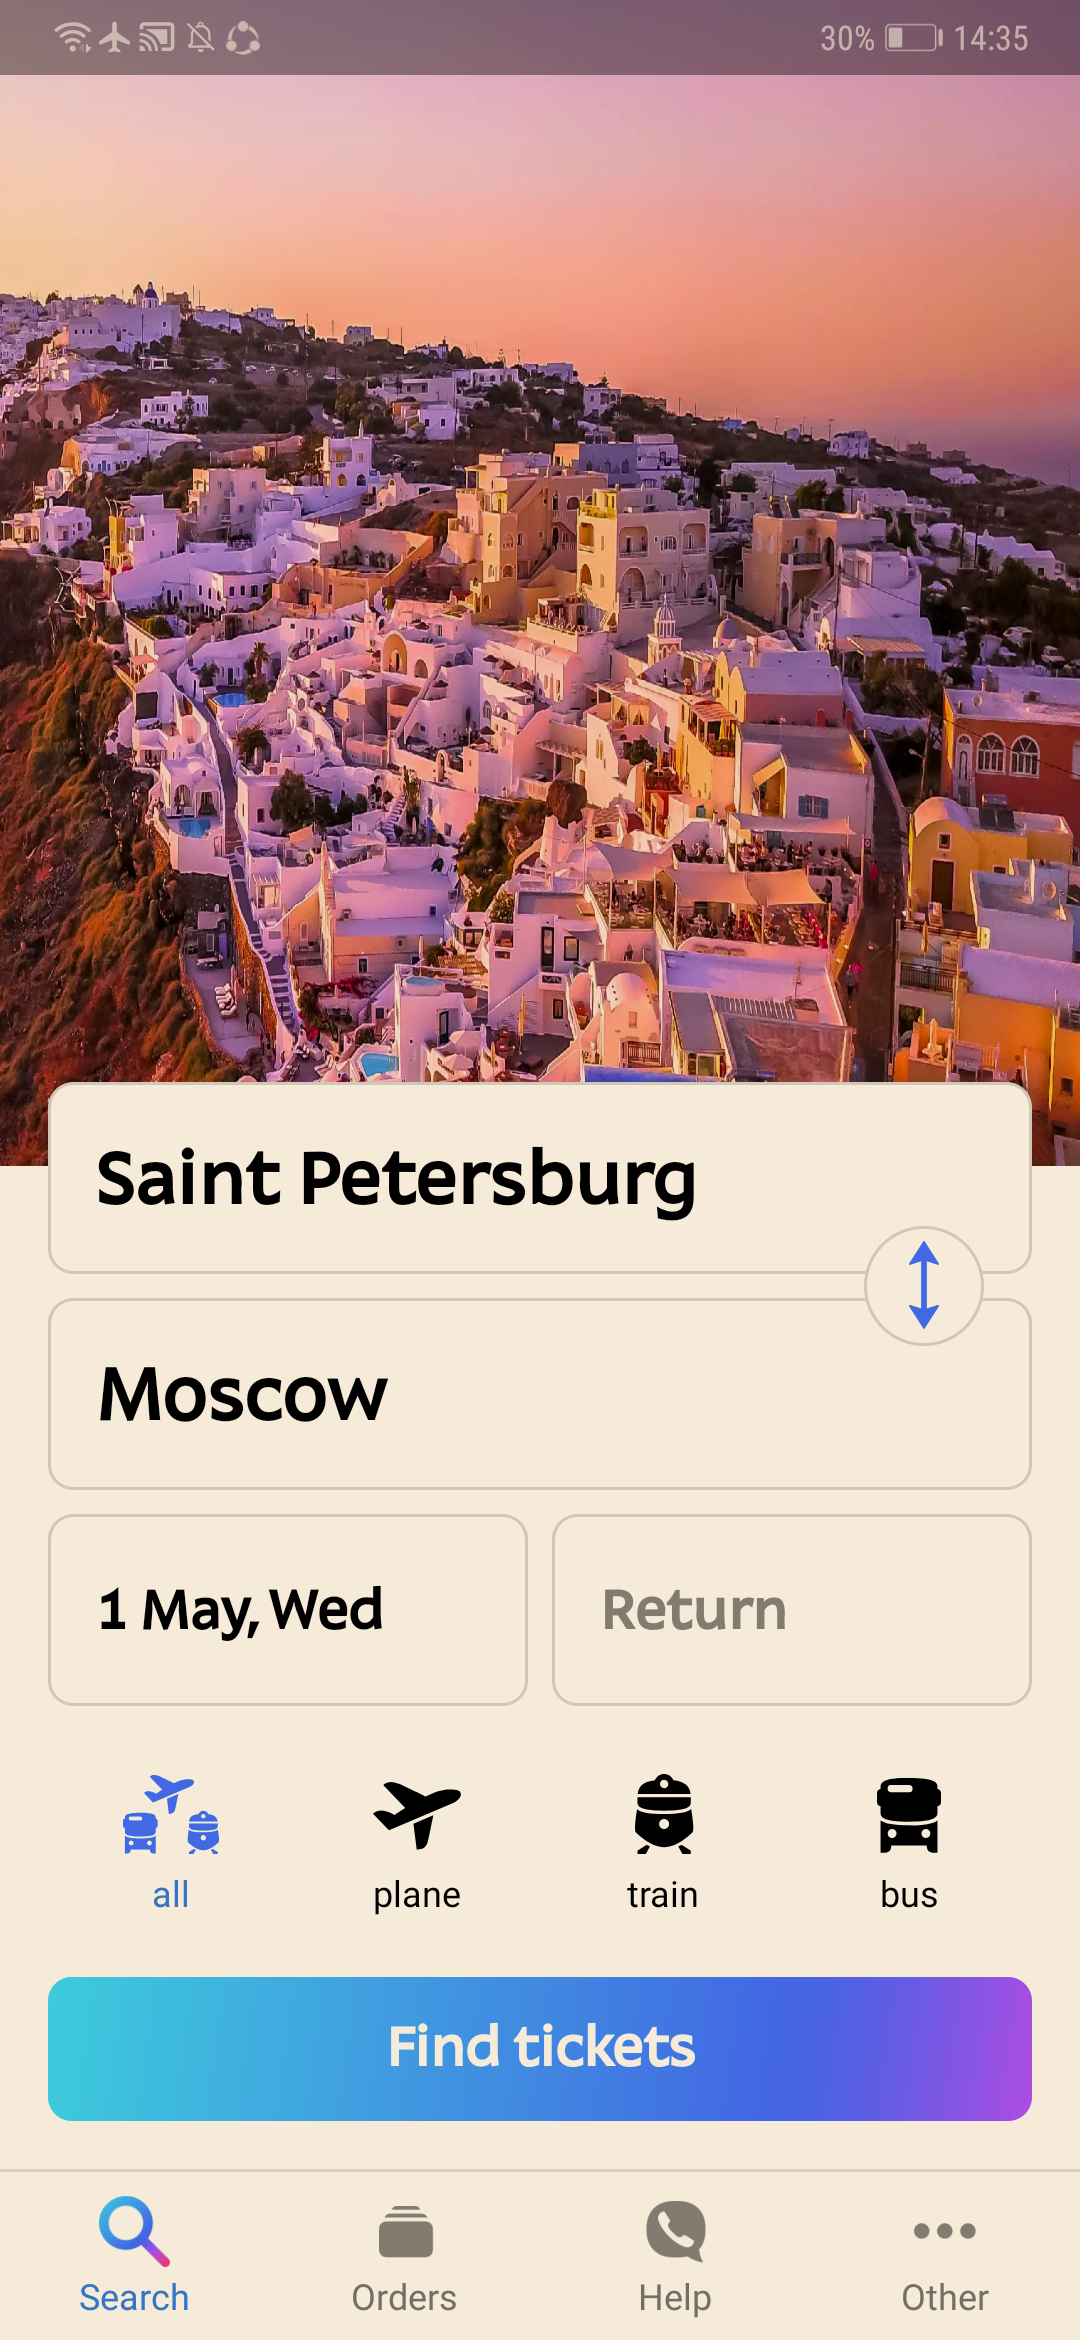 30% 14:35
Saint Petersburg
Moscow
1 May, Wed
Return
all
plane
train
bus
Find tickets
Search
Orders
Help
Other